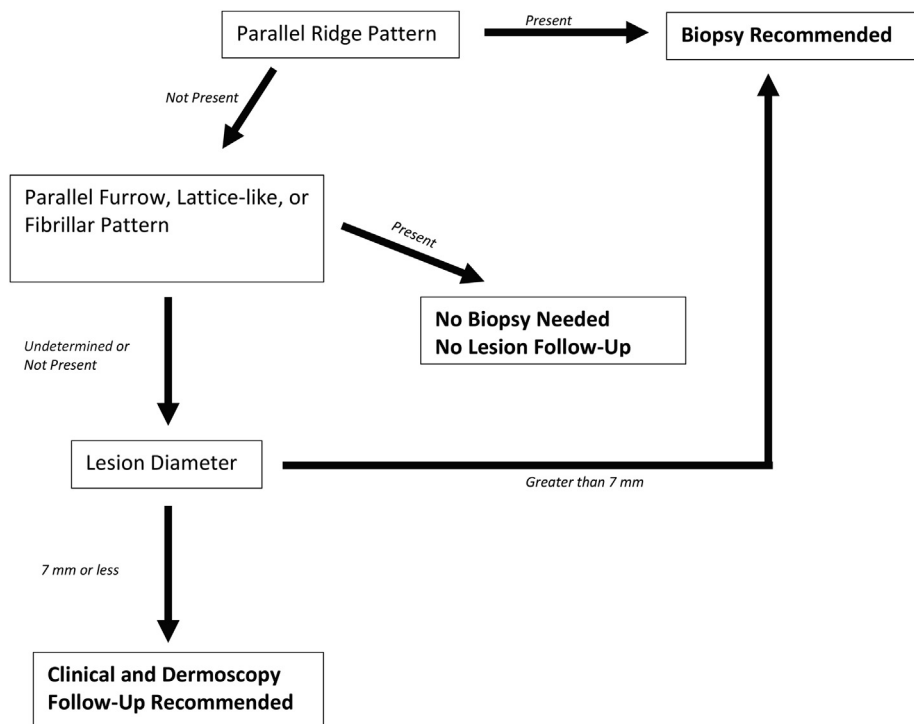 Parallel Ridge Pattern
Present
Biopsy Recommended
Not Present
Parallel Furrow, Lattice-like, or
Fibrillar Pattern
Present
No Biopsy Needed
No Lesion Follow-Up
Undetermined or
Not Present
Lesion Diameter
Greater than 7 mm
7 mm or less
Clinical and Dermoscopy
Follow-Up Recommended